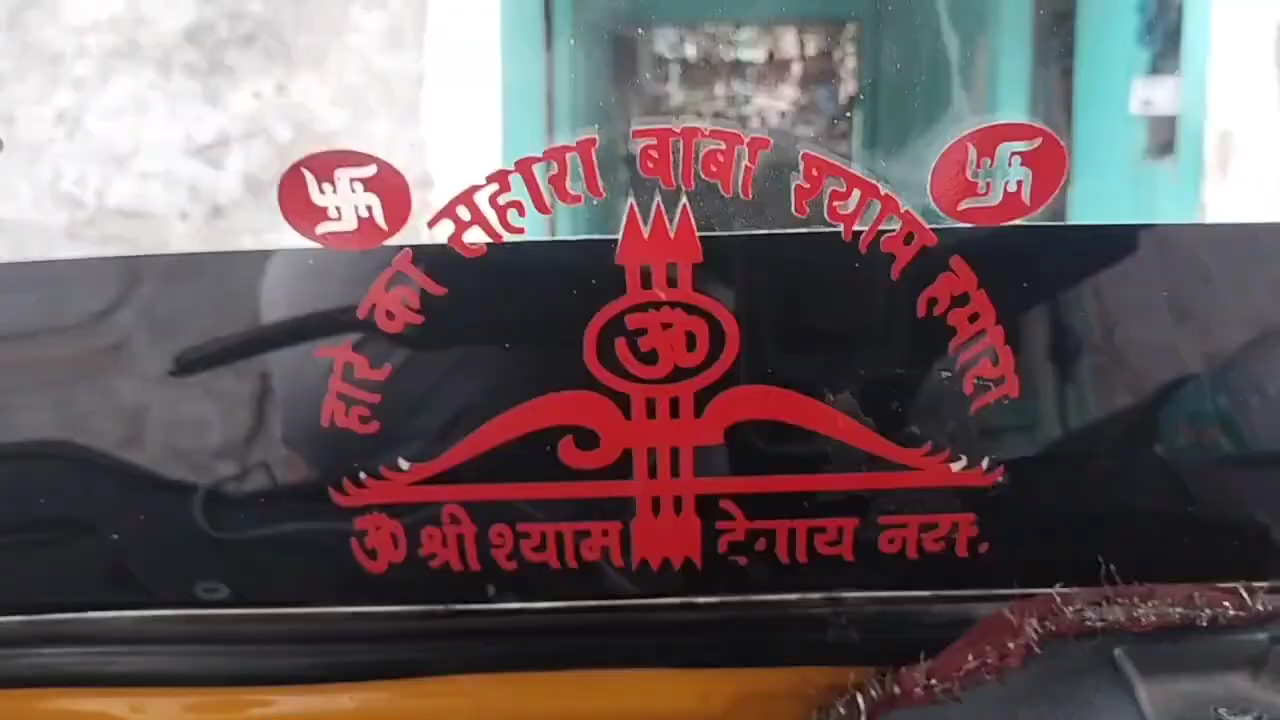 हारे का सहारा बाबा श्याम हमारा
ॐ
ॐ श्री श्याम देवाय नमः